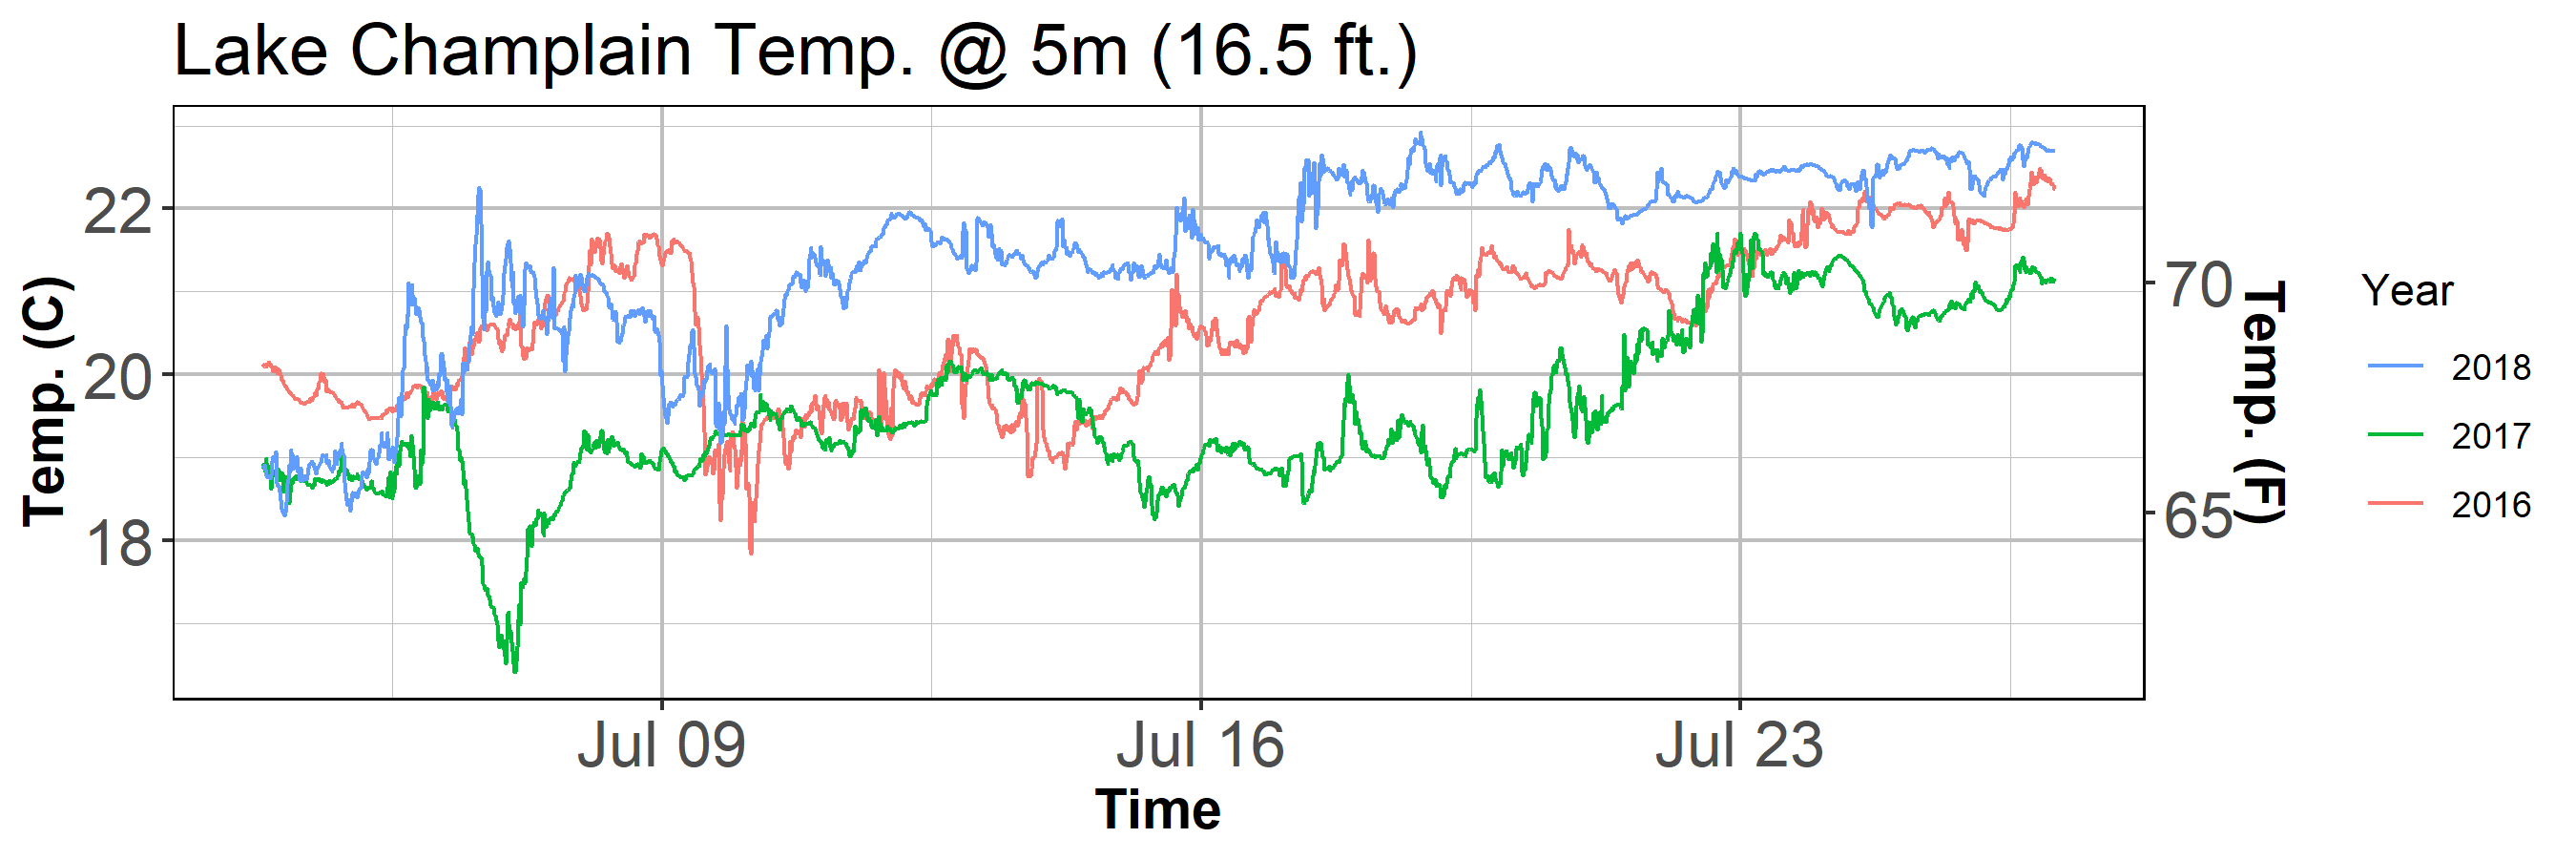 Lake Champlain Temp. @ 5m (16.5 ft.)
Temp. (C)
22
20
18
70
65
Temp. (F)
Jul 09
Jul 16
Jul 23
Time
Year
2018
2017
2016